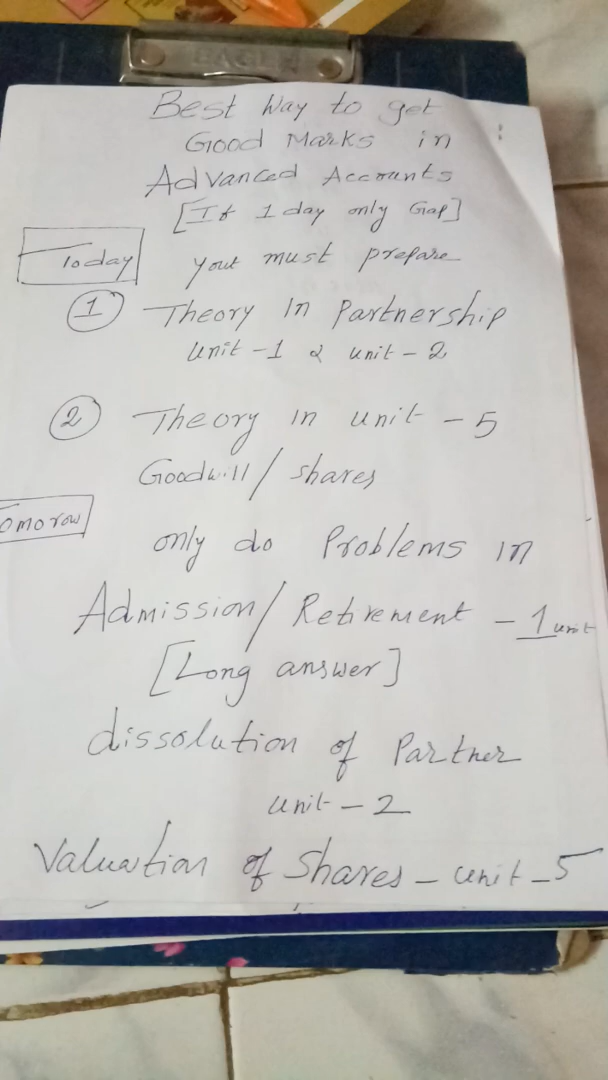 EAGLE
Best Way to get
Good Marks in
Advanced Accounts
[If 1 day only Gap]
Today
you must prepare
① Theory in Partnership
unit - 1 & unit - 2
② Theory in unit - 5
Goodwill / shares
omorow
only do Problems in
Admission / Retirement - 1 unit
[Long answer]
dissolution of Partner
unit - 2
Valuation of Shares - unit - 5